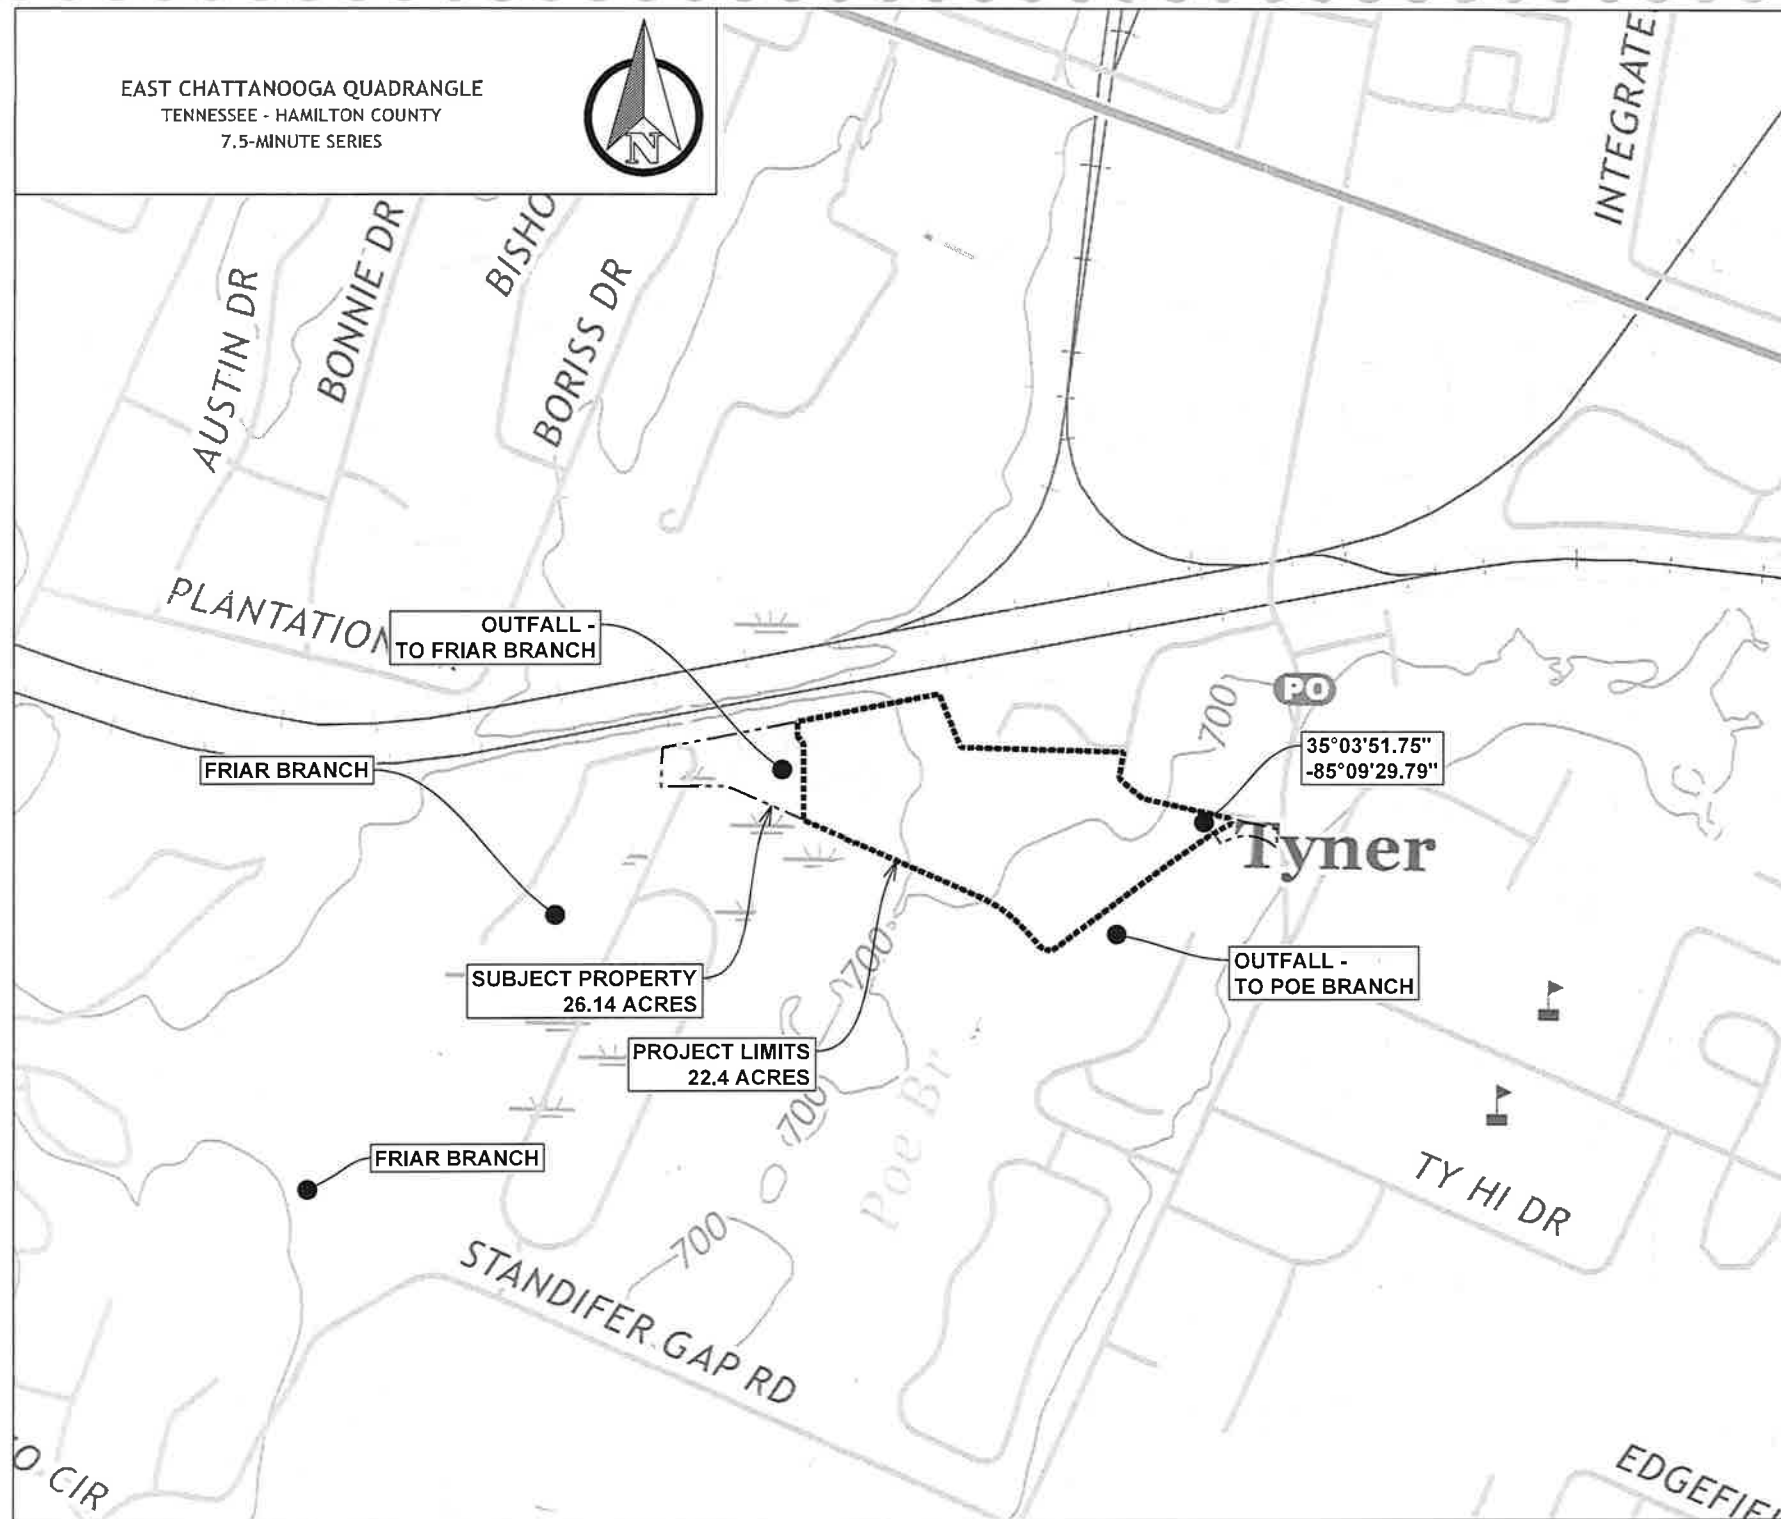 EAST CHATTANOOGA QUADRANGLE
TENNESSEE - HAMILTON COUNTY
7.5-MINUTE SERIES
N
INTEGRATE
AUSTIN DR
BONNIE DR
BISHO
BORISS DR
PLANTATION
OUTFALL -
TO FRIAR BRANCH
FRIAR BRANCH
700
PO
35°03'51.75"
-85°09'29.79"
Tyner
SUBJECT PROPERTY
26.14 ACRES
700
OUTFALL -
TO POE BRANCH
PROJECT LIMITS
22.4 ACRES
700
Poe Br
FRIAR BRANCH
TY HI DR
700
STANDIFER GAP RD
O CIR
EDGEFIE